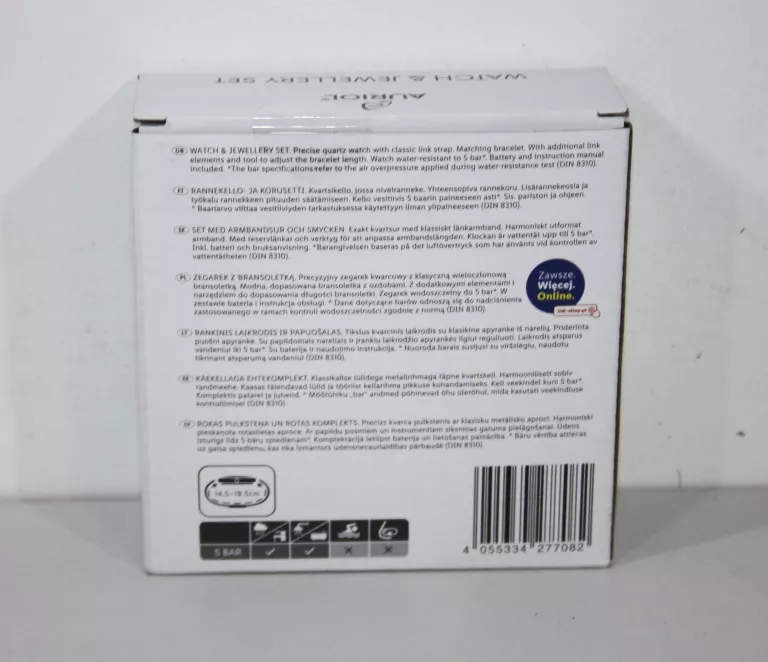 WATCH & JEWELLERY SET
AURIOL™
GB WATCH & JEWELLERY SET. Precise quartz watch with classic link strap. Matching bracelet. With additional link
elements and tool to adjust the bracelet length. Watch water-resistant to 5 bar*. Battery and instruction manual
included. *The bar specifications refer to the air overpressure applied during water-resistance test (DIN 8310).
FI RANNEKELLO- JA KORUSETTI. Kvartsikello, jossa nivelranneke. Yhteensopiva rannekoru. Lisärannekeosia ja
työkalu rannekkeen pituuden säätämiseen. Kello vesitiivis 5 baarin paineeseen asti*. Sis. pariston ja ohjeen.
* Baariarvo viittaa vesitiiviyden tarkastuksessa käytettyyn ilman ylipaineeseen (DIN 8310).
SE SET MED ARMBANDSUR OCH SMYCKEN. Exakt kvartsur med klassiskt länkarmband. Harmoniskt utformat
armband. Med reservlänkar och verktyg för att anpassa armbandslängden. Klockan är vattentät upp till 5 bar*.
Inkl. batteri och bruksanvisning. *Barangivelsen baseras på det luftövertryck som har använts vid kontrollen av
vattentätheten (DIN 8310).
PL ZEGAREK Z BRANSOLETKĄ. Precyzyjny zegarek kwarcowy z klasyczną wieloczłonową
bransoletką. Modna, dopasowana bransoletka z ozdobami. Z dodatkowymi elementami i
narzędziem do dopasowania długości bransoletki. Zegarek wodoszczelny do 5 bar*. W
zestawie bateria i instrukcja obsługi. * Dane dotyczące barów odnoszą się do nadciśnienia
zastosowanego w ramach kontroli wodoszczelności zgodnie z normą (DIN 8310).
Zawsze.
Więcej.
Online.
lidl-sklep.pl
LT RANKINIS LAIKRODIS IR PAPUOŠALAS. Tikslus kvarcinis laikrodis su klasikine apyranke iš narelių. Priderinta
puošni apyrankė. Su papildomais nareliais ir įrankiu laikrodžio apyrankės ilgiui reguliuoti. Laikrodis atsparus
vandeniui iki 5 bar*. Su baterija ir naudojimo instrukcija. * Nuoroda barais susijusi su viršslėgiu, naudotu
tikrinant atsparumą vandeniui (DIN 8310).
EE KÄEKELLAGA EHTEKOMPLEKT. Klassikalise lülidega metallrihmaga täpne kvartskell. Harmooniliselt sobiv
randmeehe. Kaasas täiendavad lülid ja tööriist kellarihma pikkuse kohandamiseks. Kell veekindel kuni 5 bar*.
Komplektis patarei ja juhend. * Mõõtühiku „bar“ andmed põhinevad õhu ülerõhul, mida kasutati veekindluse
kontrollimisel (DIN 8310).
LV ROKAS PULKSTENA UN ROTAS KOMPLEKTS. Precīzs kvarca pulkstenis ar klasisku metālisko aproci. Harmoniski
pieskaņota rotaslietas aproce. Ar papildu posmiem un instrumentiem siksniņas garuma pielāgošanai. Ūdens
izturīgs līdz 5 bāru spiedienam*. Komplektācijā ietilpst baterija un lietošanas pamācība. * Bāru vērtība attiecas
uz gaisa spiedienu, kas tika izmantots ūdensnecaurlaidības pārbaudē (DIN 8310).
14,5-18,5cm
5 BAR
4 055334 277082